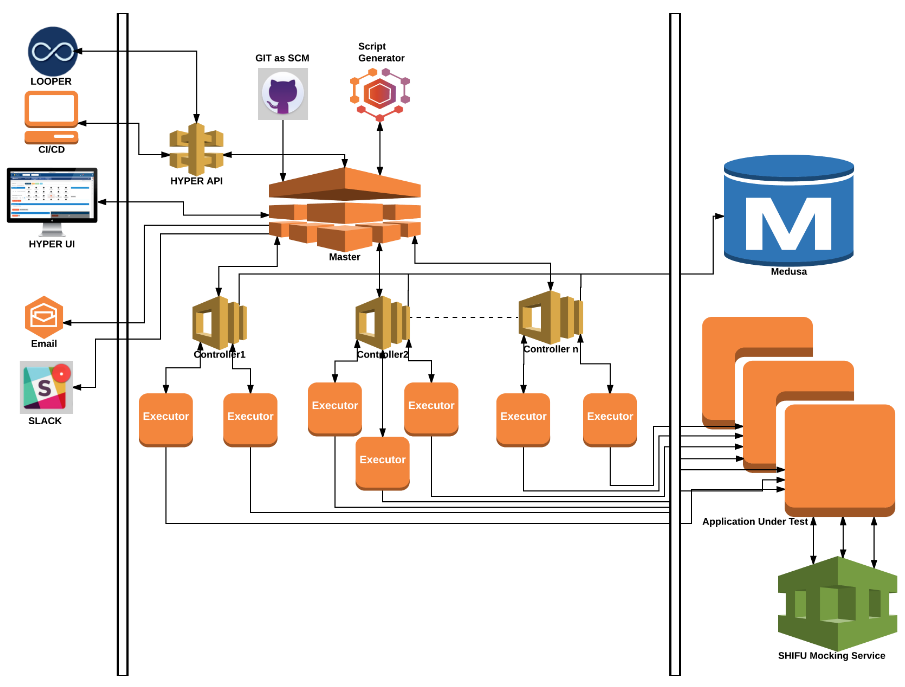 LOOPER
CI/CD
HYPER UI
Email
S
SLACK
GIT as SCM
Script
Generator
HYPER API
Master
Controller1
Controller2
Controller n
Executor
Executor
Executor
Executor
Executor
Executor
Executor
M
Medusa
Application Under Test
SHIFU Mocking Service